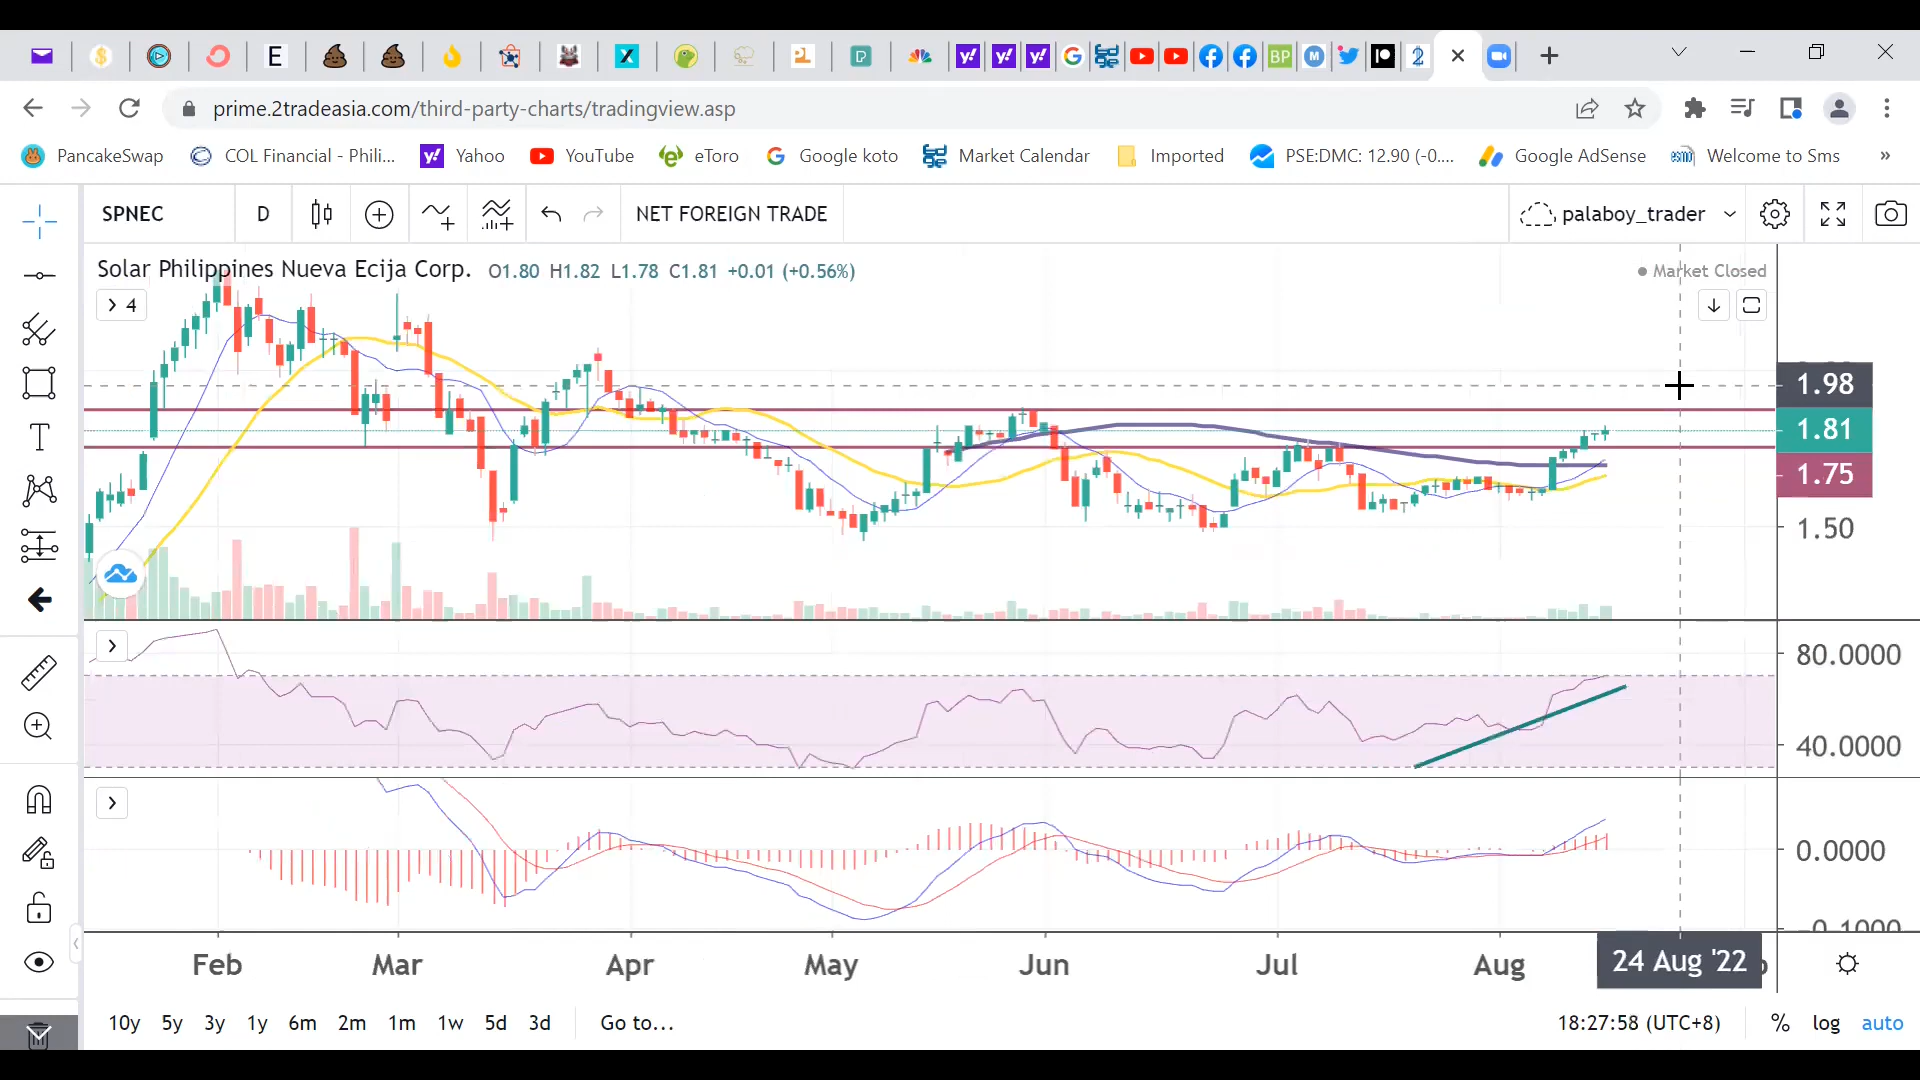 E
X
P
BP
M
2
prime.2tradeasia.com/third-party-charts/tradingview.asp
PancakeSwap
COL Financial - Phili...
Yahoo
YouTube
eToro
Google koto
Market Calendar
Imported
PSE:DMC: 12.90 (-0....
Google AdSense
Welcome to Sms
»
SPNEC
D
NET FOREIGN TRADE
palaboy_trader
Solar Philippines Nueva Ecija Corp. O1.80 H1.82 L1.78 C1.81 +0.01 (+0.56%)
Market Closed
4
T
1.98
1.81
1.75
1.50
80.0000
40.0000
0.0000
-0.1000
Feb Mar Apr May Jun Jul Aug 24 Aug '22
10y 5y 3y 1y 6m 2m 1m 1w 5d 3d Go to...
18:27:58 (UTC+8) % log auto